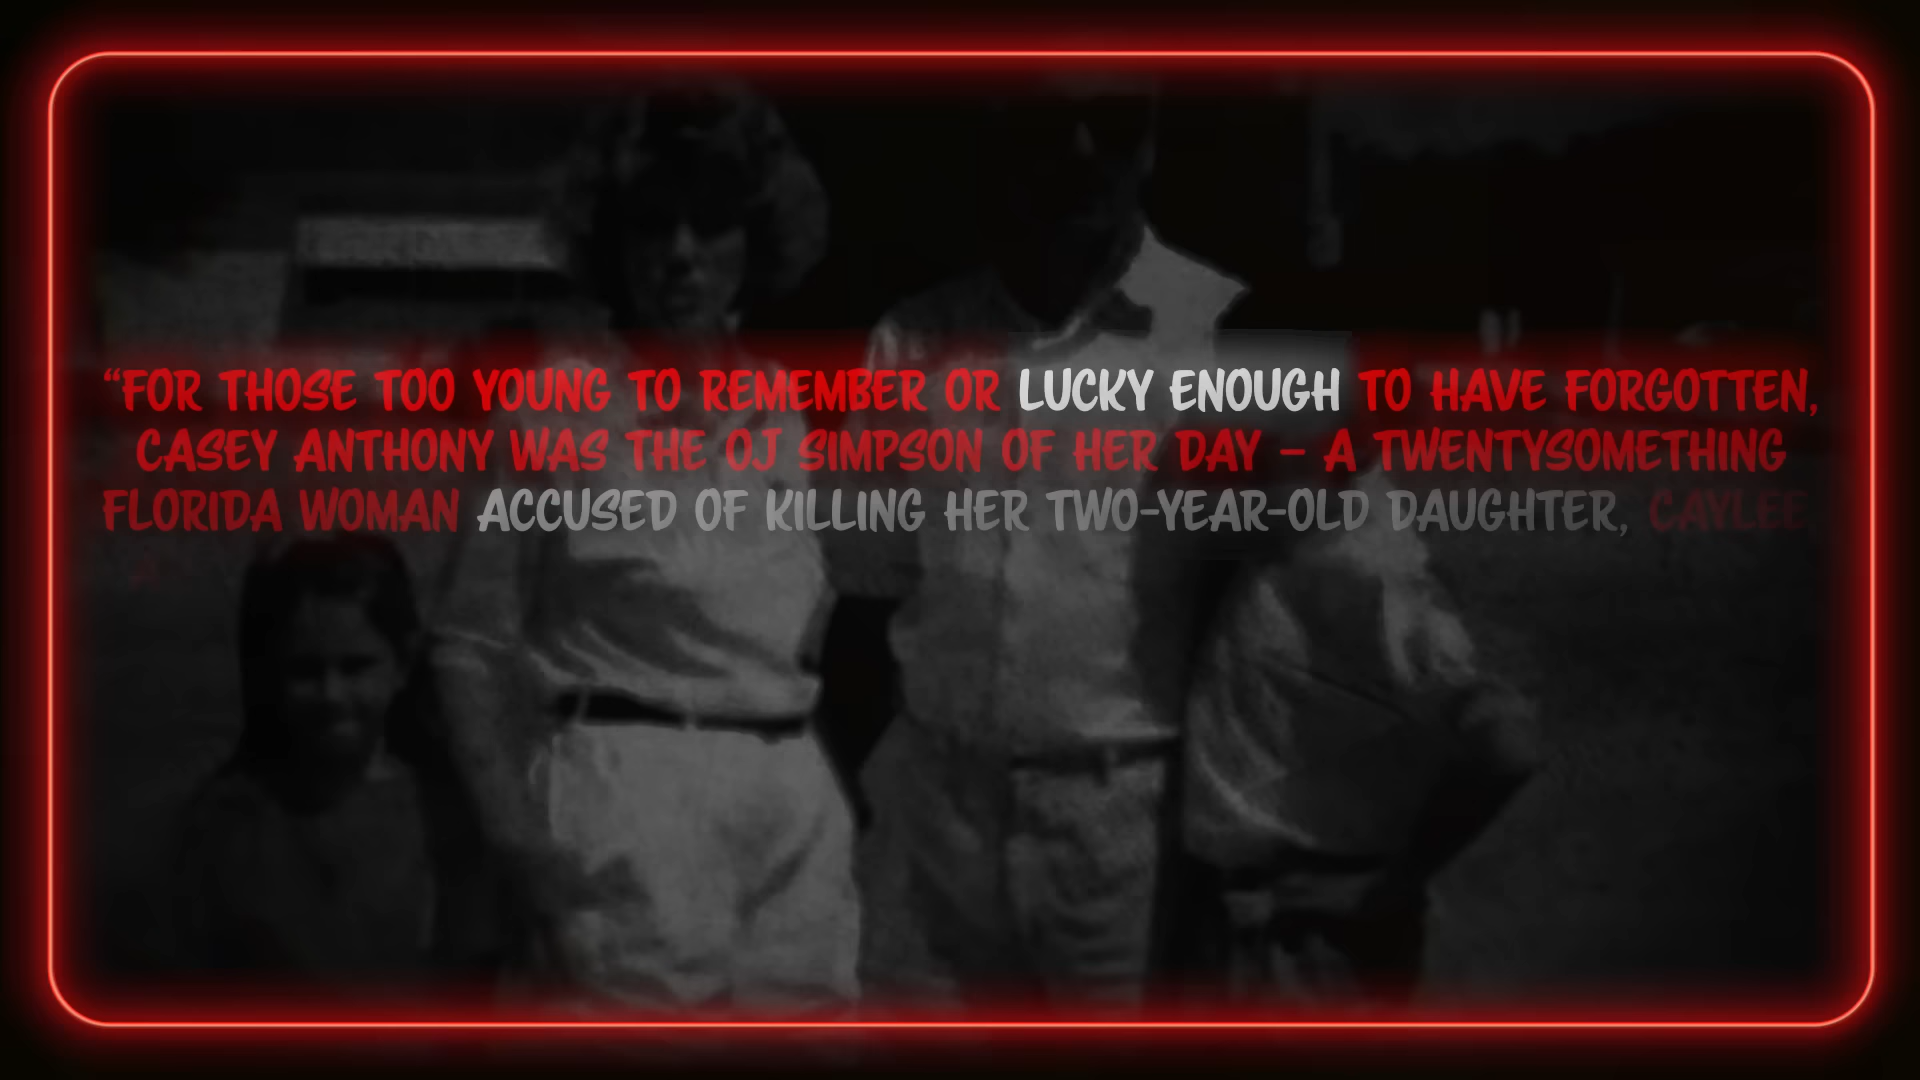 “FOR THOSE TOO YOUNG TO REMEMBER OR LUCKY ENOUGH TO HAVE FORGOTTEN,
CASEY ANTHONY WAS THE OJ SIMPSON OF HER DAY – A TWENTYSOMETHING
FLORIDA WOMAN ACCUSED OF KILLING HER TWO-YEAR-OLD DAUGHTER, CAYLEE